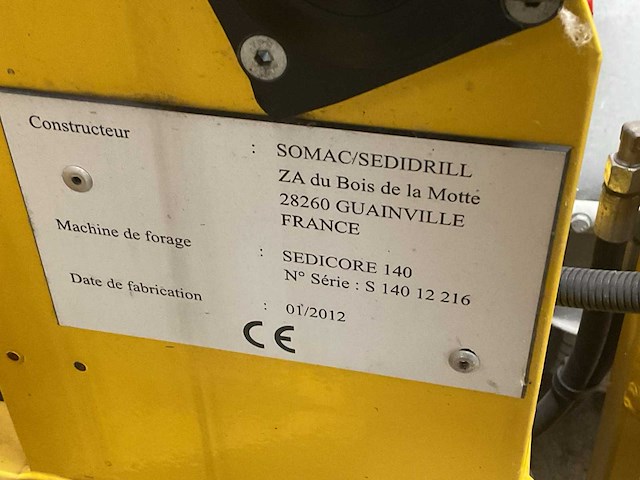 Constructeur : SOMAC/SEDIDRILL
ZA du Bois de la Motte
28260 GUAINVILLE
FRANCE
Machine de forage : SEDICORE 140
N° Série : S 140 12 216
Date de fabrication : 01/2012
CE